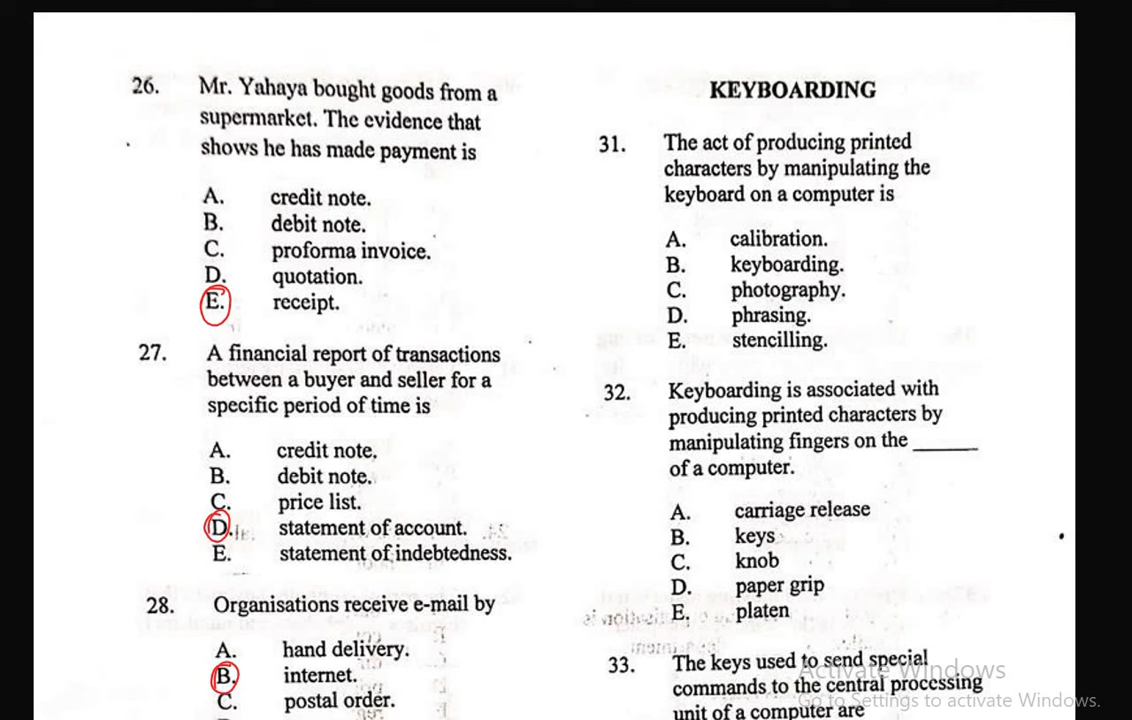 26. Mr. Yahaya bought goods from a
supermarket. The evidence that
shows he has made payment is
A. credit note.
B. debit note.
C. proforma invoice.
D. quotation.
E. receipt.
27. A financial report of transactions
between a buyer and seller for a
specific period of time is
A. credit note.
B. debit note.
C. price list.
D. statement of account.
E. statement of indebtedness.
28. Organisations receive e-mail by
A. hand delivery.
B. internet.
C. postal order.
KEYBOARDING
31. The act of producing printed
characters by manipulating the
keyboard on a computer is
A. calibration.
B. keyboarding.
C. photography.
D. phrasing.
E. stencilling.
32. Keyboarding is associated with
producing printed characters by
manipulating fingers on the ______
of a computer.
A. carriage release
B. keys
C. knob
D. paper grip
E. platen
33. The keys used to send special
commands to the central processing
unit of a computer are
Activate Windows
Go to Settings to activate Windows.